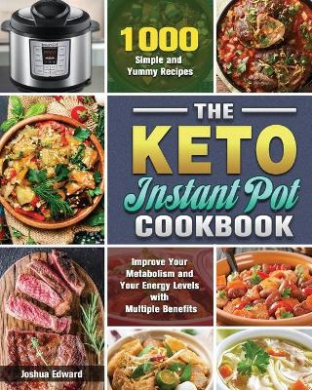 1000
Simple and
Yummy Recipes
THE
KETO
Instant Pot
COOKBOOK
Improve Your
Metabolism and
Your Energy Levels
with
Multiple Benefits
Joshua Edward